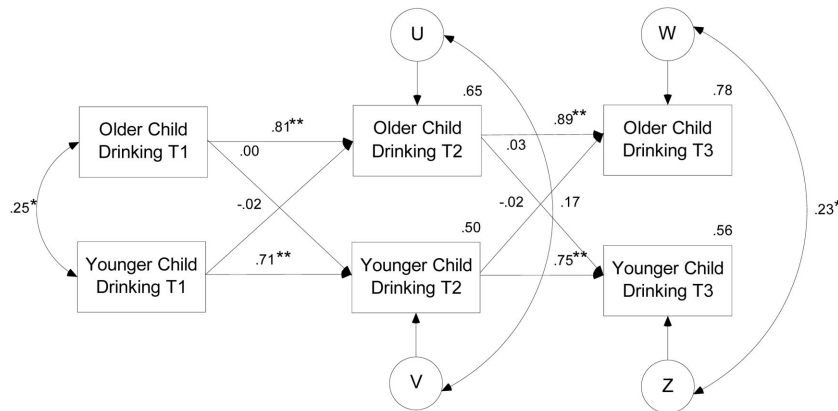 U
W
.65
.78
Older Child
Drinking T1
.81**
.00
Older Child
Drinking T2
.89**
.03
Older Child
Drinking T3
.25*
-.02
-.02
.17
.23*
.50
.56
Younger Child
Drinking T1
.71**
Younger Child
Drinking T2
.75**
Younger Child
Drinking T3
V
Z